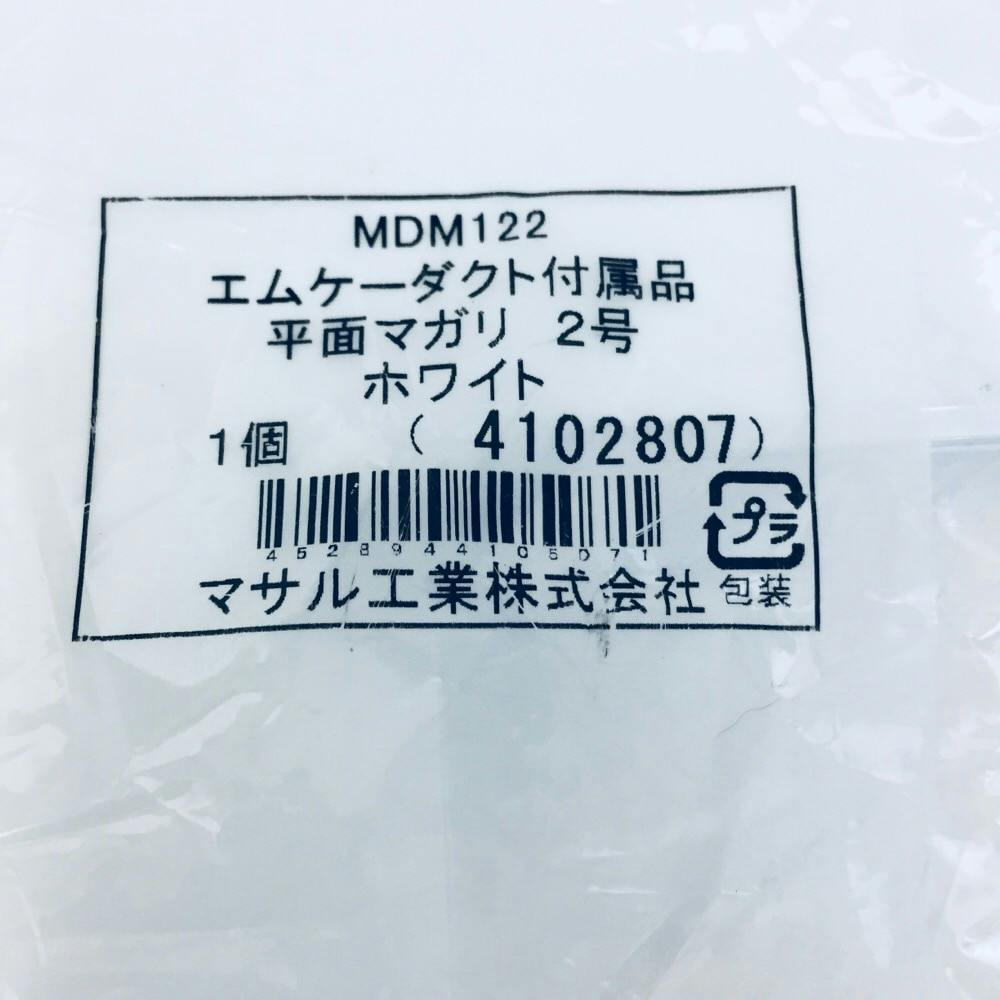 MDM122
エムケーダクト付属品
平面マガリ 2号
ホワイト
1個 （ 4102807）
4528944105071
プラ
マサル工業株式会社 包装